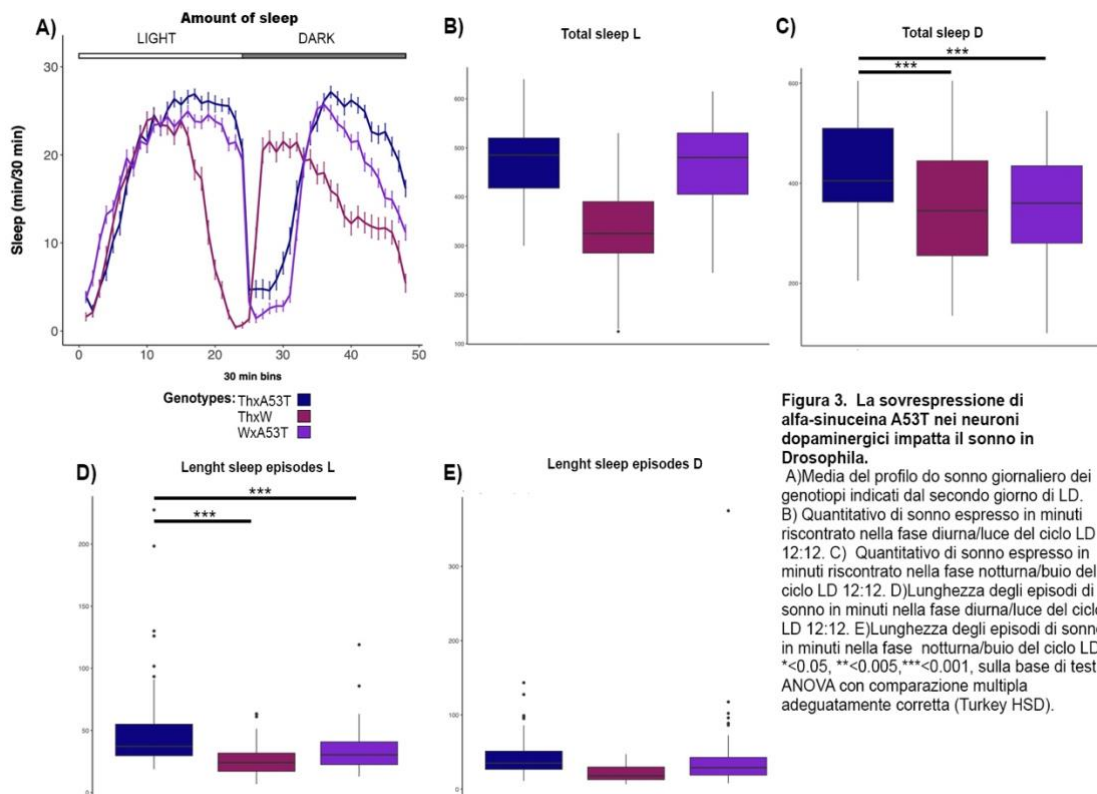 Amount of sleep
A)
LIGHT DARK
30
20
10
0
Sleep (min/30 min)
0 10 20 30 40 50
30 min bins
Genotypes: ThxA53T
ThxW
WxA53T
B)
Total sleep L
600
500
400
300
200
100
C)
Total sleep D
***
***
600
400
200
D)
Lenght sleep episodes L
***
***
200
150
100
50
0
E)
Lenght sleep episodes D
300
200
100
0
Figura 3. La sovrespressione di
alfa-sinuceina A53T nei neuroni
dopaminergici impatta il sonno in
Drosophila.
A)Media del profilo do sonno giornaliero dei
genotiopi indicati dal secondo giorno di LD.
B) Quantitativo di sonno espresso in minuti
riscontrato nella fase diurna/luce del ciclo LD
12:12. C) Quantitativo di sonno espresso in
minuti riscontrato nella fase notturna/buio del
ciclo LD 12:12. D)Lunghezza degli episodi di
sonno in minuti nella fase diurna/luce del ciclo
LD 12:12. E)Lunghezza degli episodi di sonno
in minuti nella fase notturna/buio del ciclo LD
*<0.05, **<0.005,***<0.001, sulla base di test
ANOVA con comparazione multipla
adeguatamente corretta (Turkey HSD).